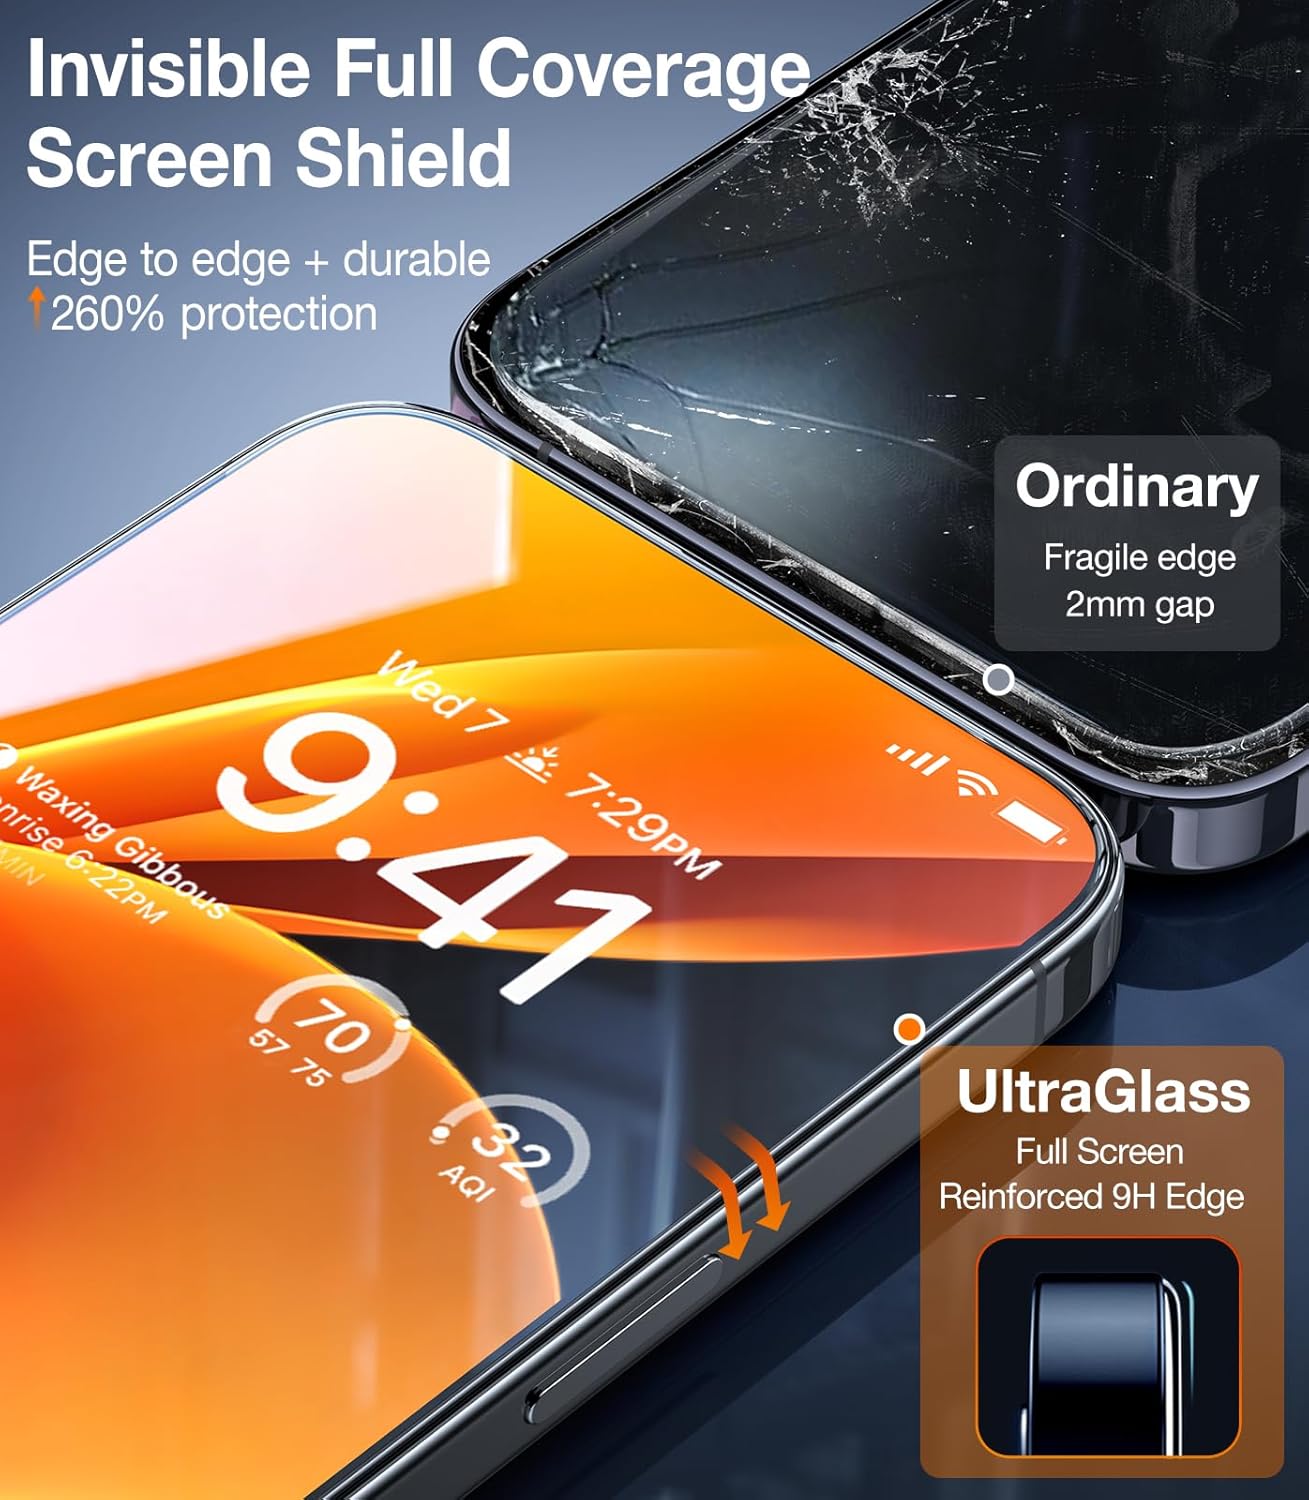 Invisible Full Coverage
Screen Shield
Edge to edge + durable
260% protection
Ordinary
Fragile edge
2mm gap
Wed 7
7:29PM
9:41
Waxing Gibbous
6:22PM
MIN
70
57 75
32
AQI
UltraGlass
Full Screen
Reinforced 9H Edge